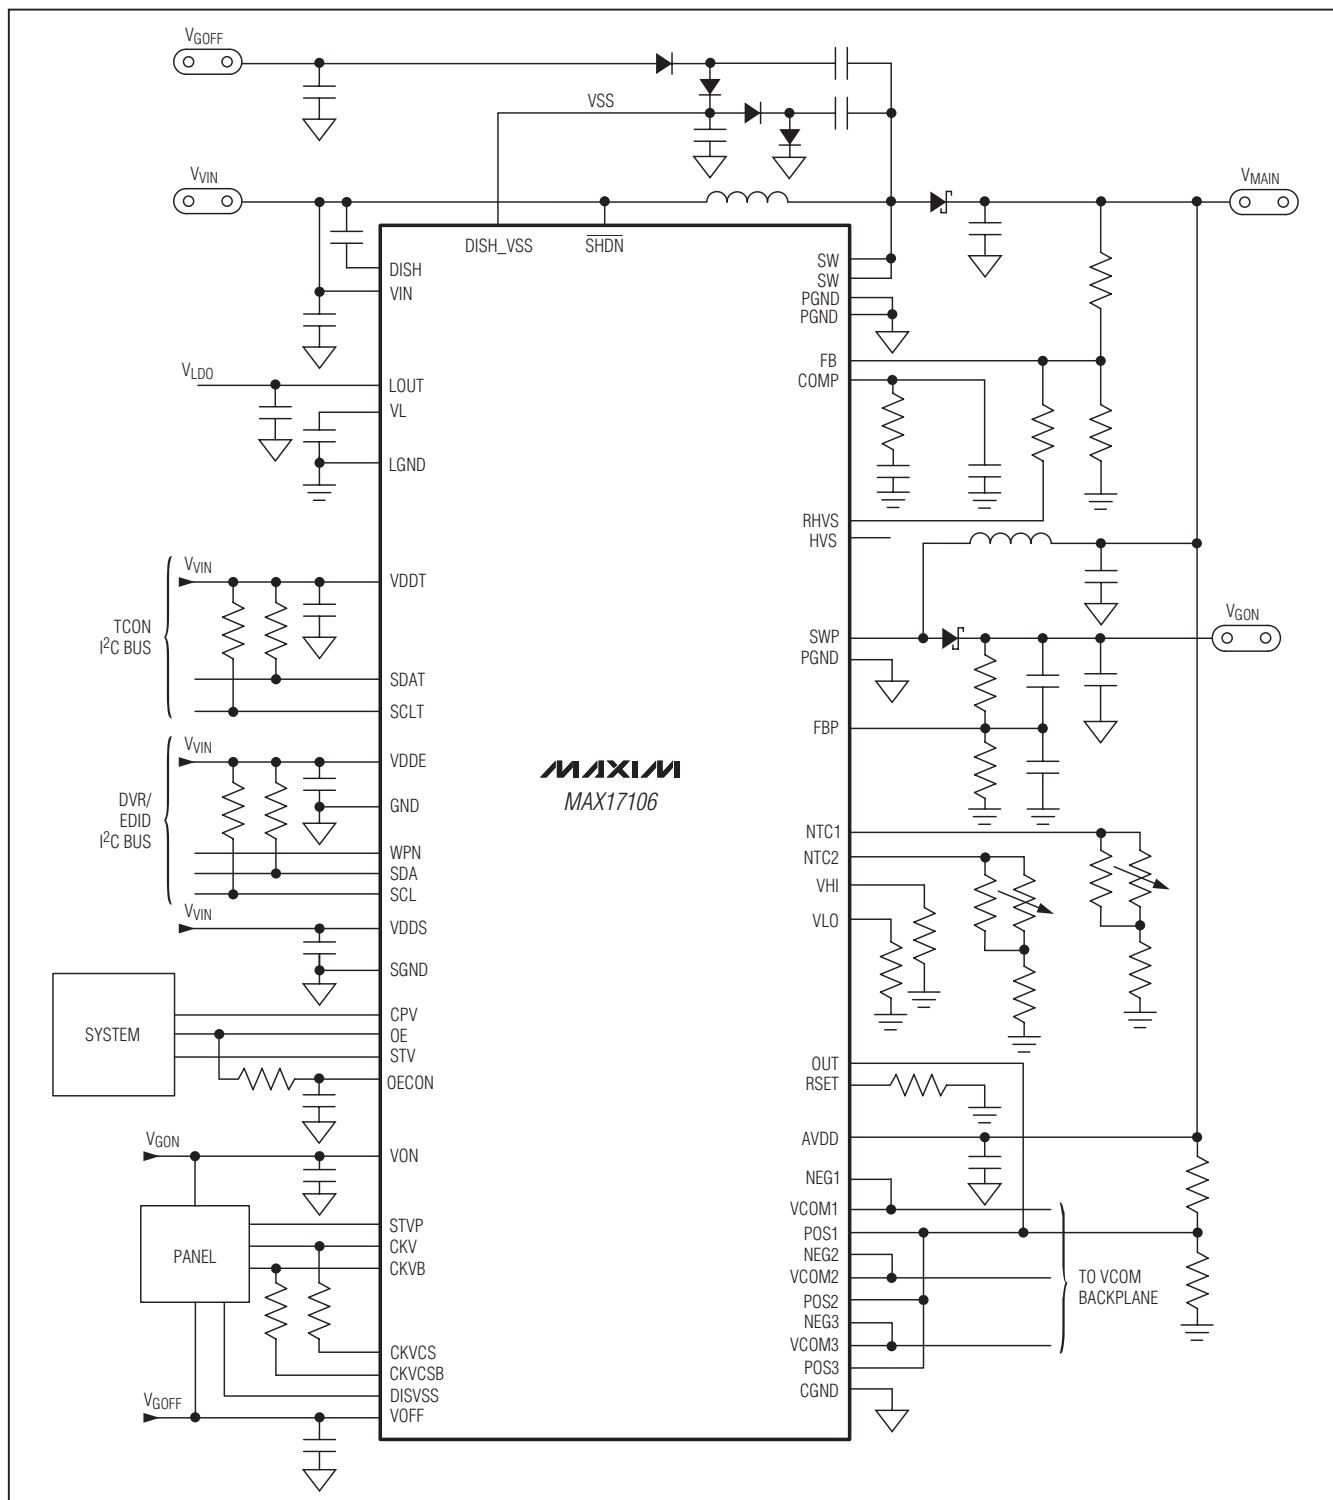 VGOFF
VSS
VVIN
VMAIN
DISH_VSS
SHDN
DISH
VIN
SW
SW
PGND
PGND
VLDO
LOUT
VL
LGND
FB
COMP
RHVS
HVS
VVIN
VDDT
TCON
I2C BUS
SDAT
SCLT
SWP
PGND
VGON
FBP
VVIN
VDDE
GND
DVR/
EDID
I2C BUS
WPN
SDA
SCL
MAXIM
MAX17106
NTC1
NTC2
VHI
VLO
VVIN
VDDS
SGND
SYSTEM
CPV
OE
STV
OECON
OUT
RSET
VGON
VON
AVDD
NEG1
VCOM1
POS1
NEG2
VCOM2
POS2
NEG3
VCOM3
POS3
CGND
TO VCOM
BACKPLANE
PANEL
STVP
CKV
CKVB
CKVCS
CKVCSB
DISVSS
VGOFF
VOFF